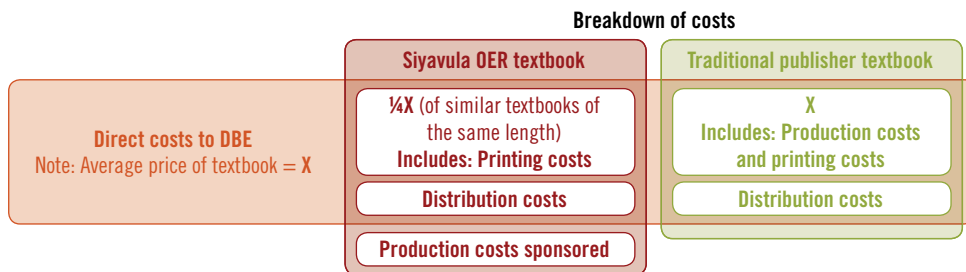 Breakdown of costs
Siyavula OER textbook
Traditional publisher textbook
Direct costs to DBE
Note: Average price of textbook = X
¼X (of similar textbooks of
the same length)
Includes: Printing costs
X
Includes: Production costs
and printing costs
Distribution costs
Distribution costs
Production costs sponsored